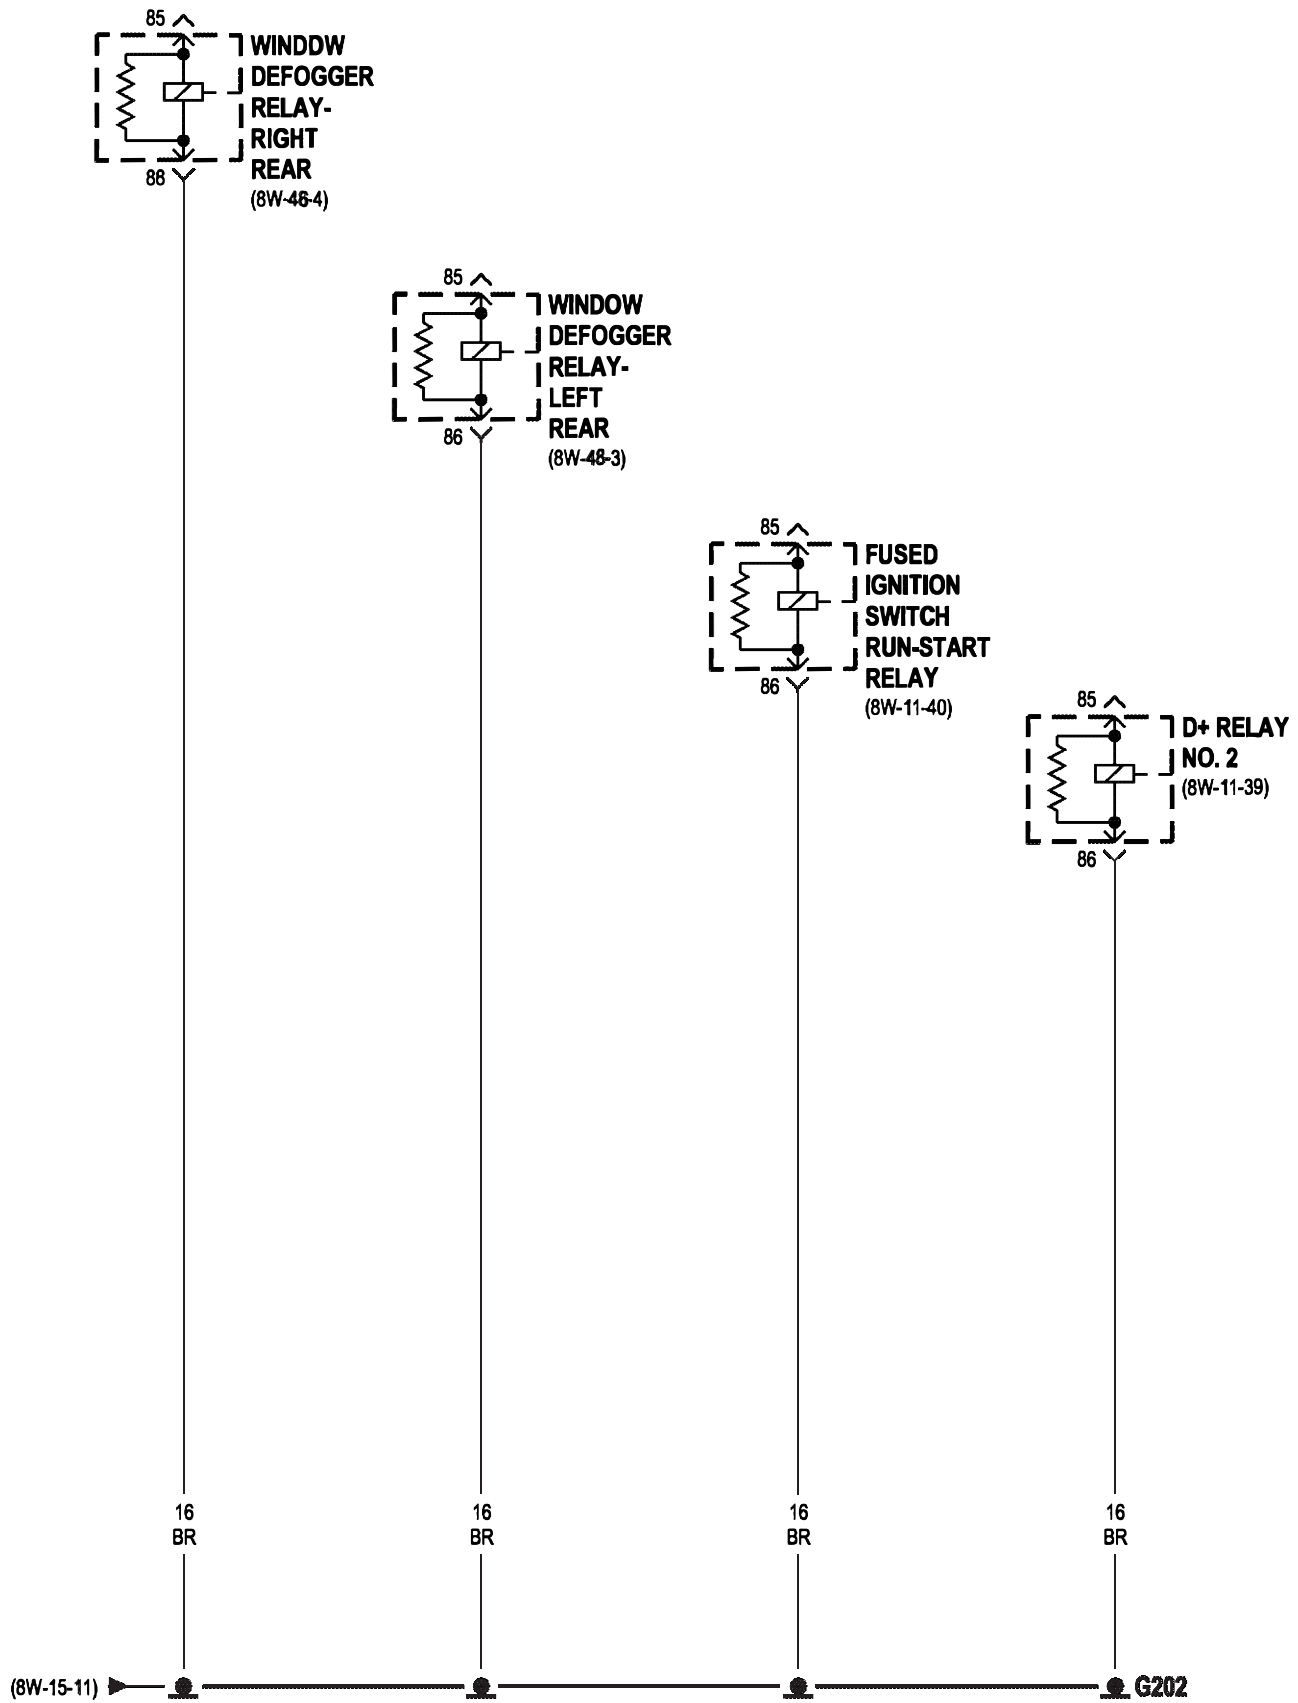 85
WINDDW
DEFOGGER
RELAY-
RIGHT
REAR
(8W-48-4)
86
85
WINDOW
DEFOGGER
RELAY-
LEFT
REAR
(8W-48-3)
86
85
FUSED
IGNITION
SWITCH
RUN-START
RELAY
(8W-11-40)
86
85
D+ RELAY
NO. 2
(8W-11-39)
86
16 16 16 16
BR BR BR BR
(8W-15-11)
G202